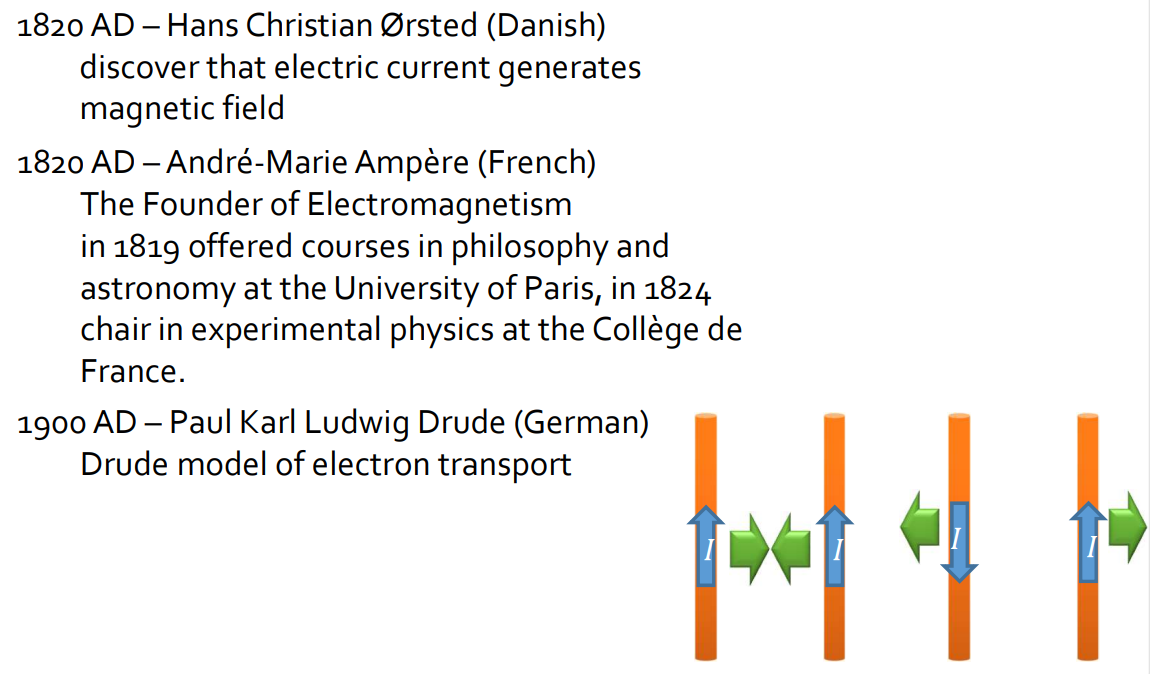 1820 AD – Hans Christian Ørsted (Danish)
discover that electric current generates
magnetic field
1820 AD – André-Marie Ampère (French)
The Founder of Electromagnetism
in 1819 offered courses in philosophy and
astronomy at the University of Paris, in 1824
chair in experimental physics at the Collège de
France.
1900 AD – Paul Karl Ludwig Drude (German)
Drude model of electron transport
I
I
I
I